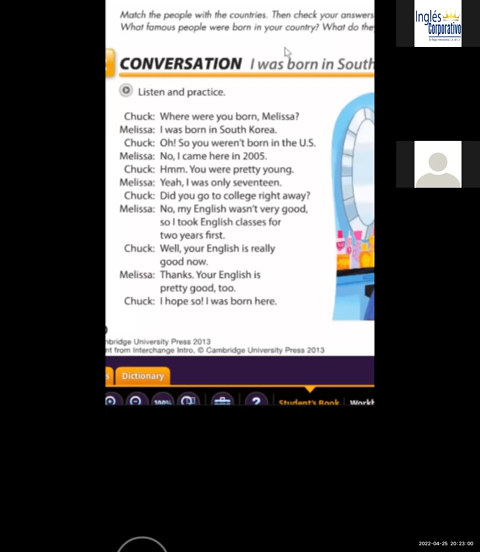 Match the people with the countries. Then check your answers
What famous people were born in your country? What do the
CONVERSATION I was born in South
Listen and practice.
Chuck: Where were you born, Melissa?
Melissa: I was born in South Korea.
Chuck: Oh! So you weren't born in the U.S.
Melissa: No, I came here in 2005.
Chuck: Hmm. You were pretty young.
Melissa: Yeah, I was only seventeen.
Chuck: Did you go to college right away?
Melissa: No, my English wasn't very good,
so I took English classes for
two years first.
Chuck: Well, your English is really
good now.
Melissa: Thanks. Your English is
pretty good, too.
Chuck: I hope so! I was born here.
nbridge University Press 2013
nt from Interchange Intro, © Cambridge University Press 2013
s Dictionary
100%
? Student's Book Workb
Inglés
Corporativo
2022-04-25 20:23:00